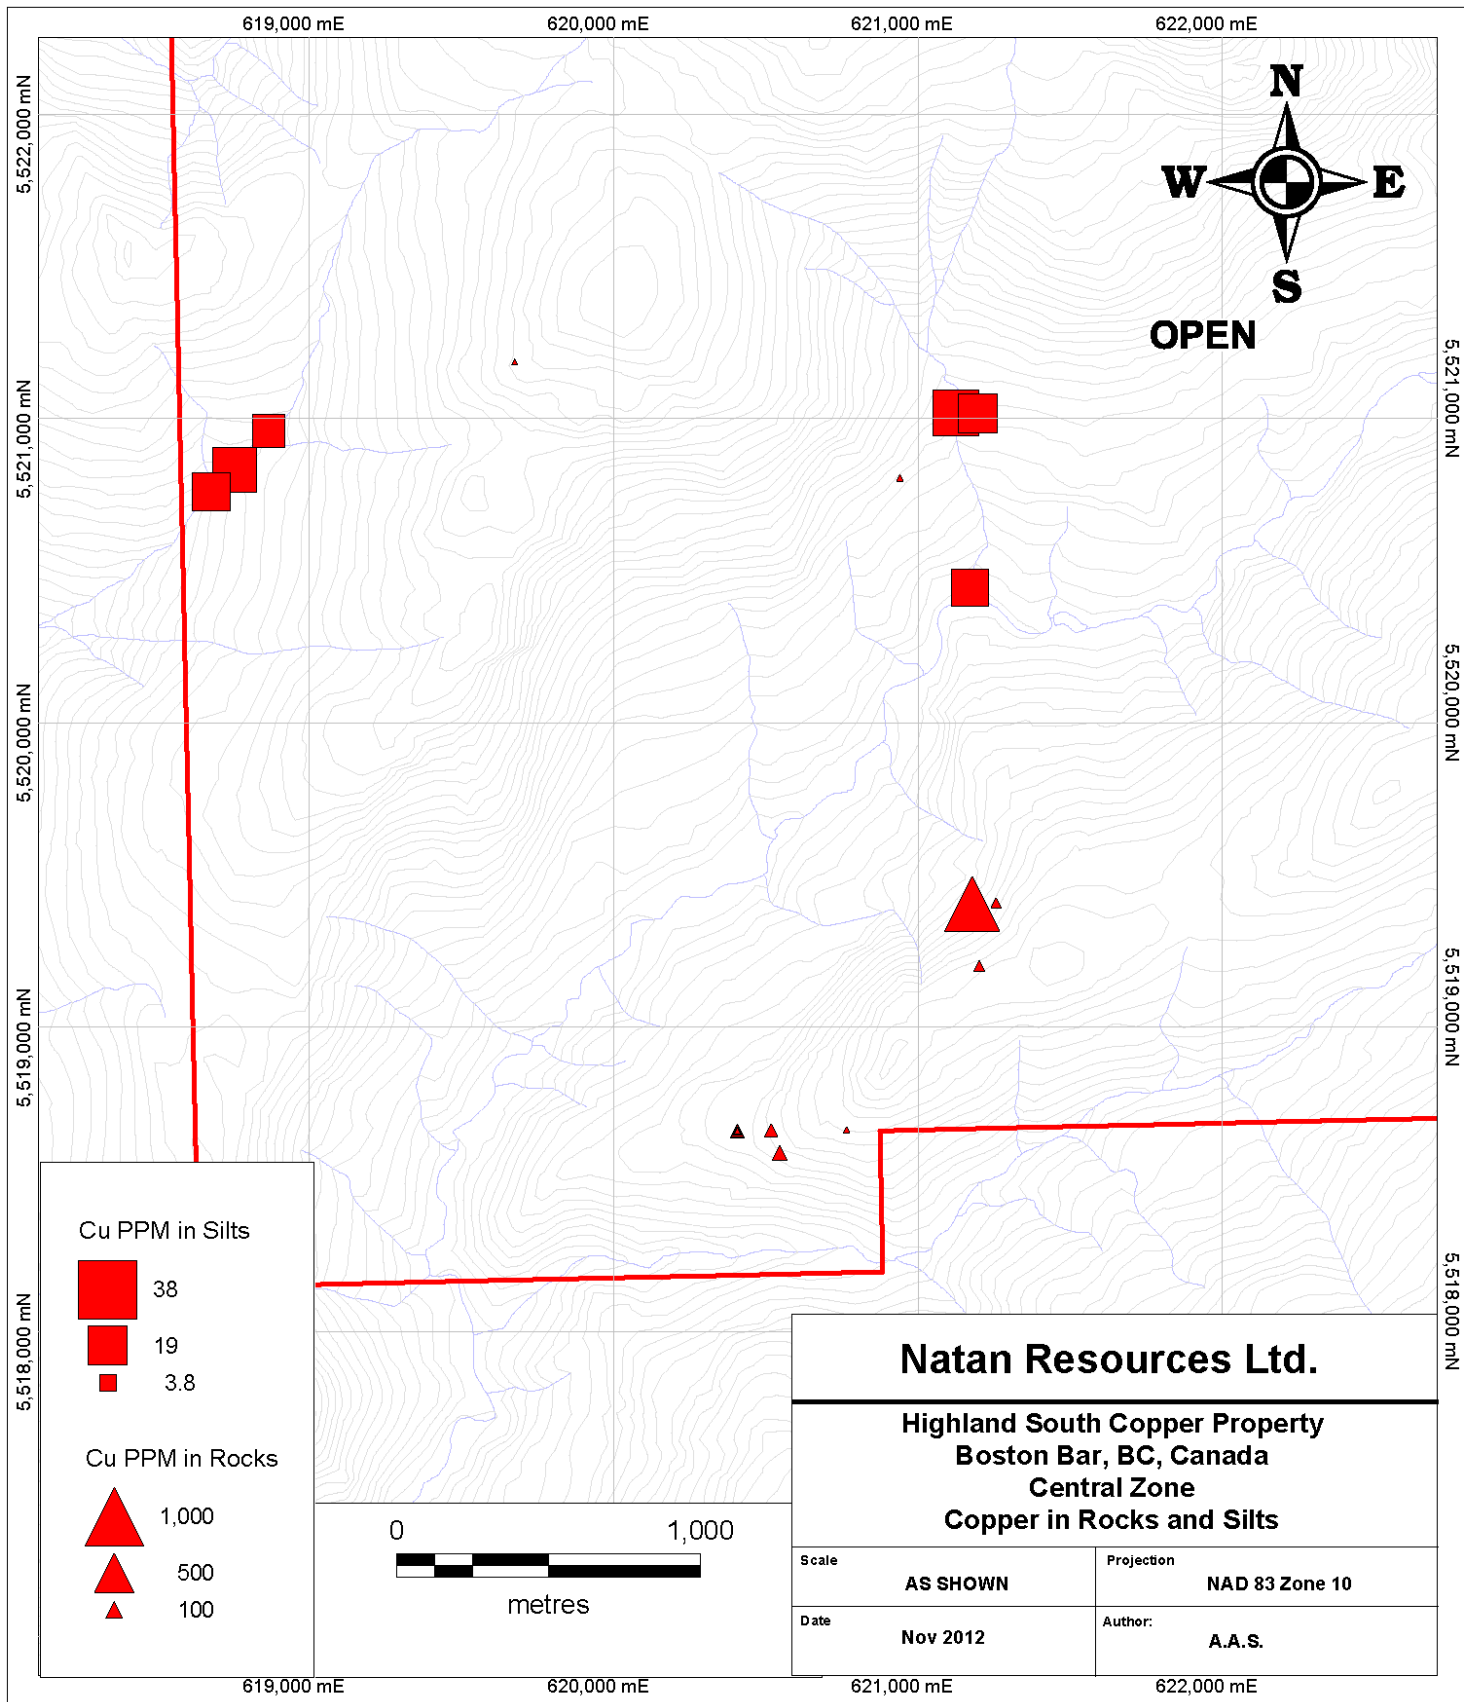 619,000 mE
620,000 mE
621,000 mE
622,000 mE
5,522,000 mN
5,521,000 mN
5,520,000 mN
5,519,000 mN
5,518,000 mN
N
W
E
S
OPEN
5,521,000 mN
5,520,000 mN
5,519,000 mN
5,518,000 mN
Cu PPM in Silts
38
19
3.8
Cu PPM in Rocks
1,000
500
100
0
1,000
metres
Natan Resources Ltd.
Highland South Copper Property
Boston Bar, BC, Canada
Central Zone
Copper in Rocks and Silts
Scale
AS SHOWN
Projection
NAD 83 Zone 10
Date
Nov 2012
Author:
A.A.S.
619,000 mE
620,000 mE
621,000 mE
622,000 mE